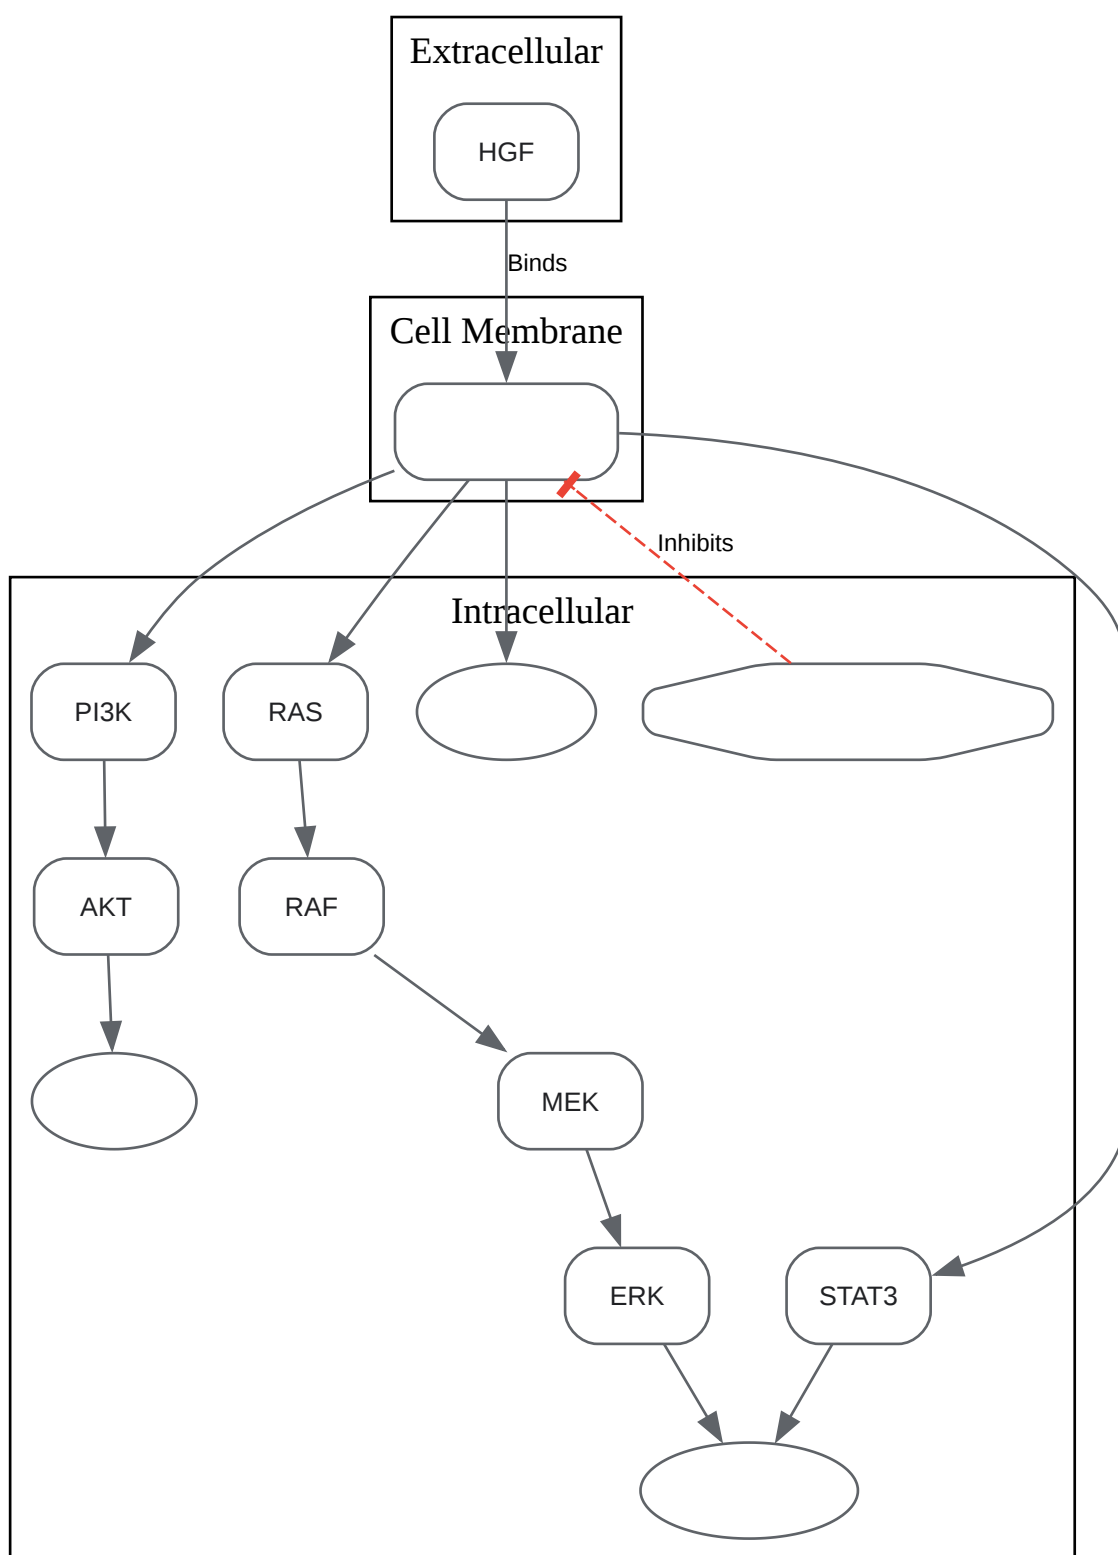 Extracellular
HGF
Binds
Cell Membrane
Inhibits
Intracellular
PI3K
RAS
AKT
RAF
MEK
ERK
STAT3